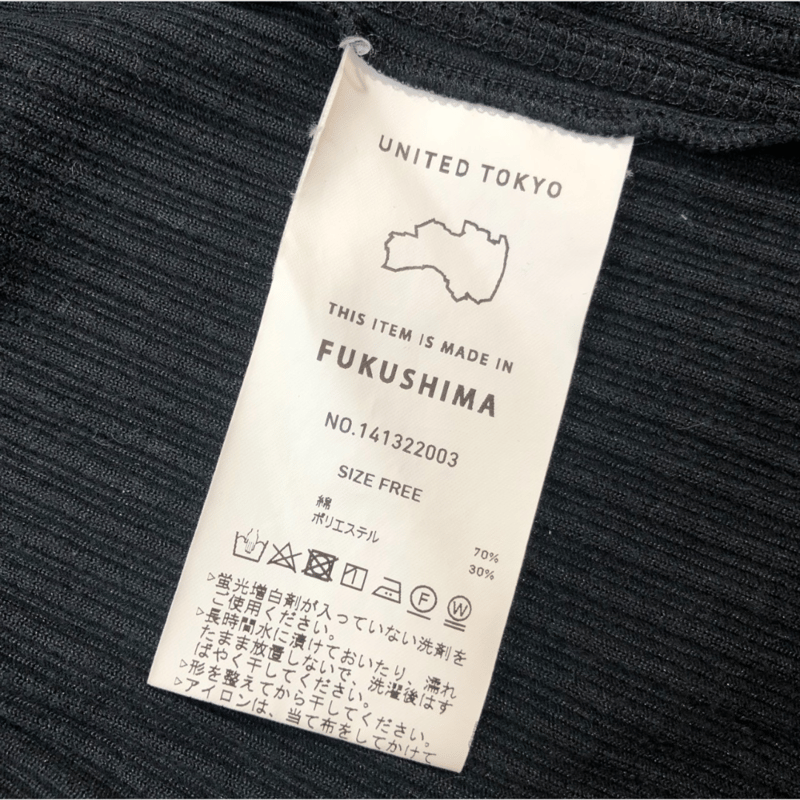 UNITED TOKYO
THIS ITEM IS MADE IN
FUKUSHIMA
NO.141322003
SIZE FREE
綿 70%
ポリエステル 30%
F W
▷蛍光増白剤が入っていない洗剤を
ご使用ください。
▷長時間水に漬けておいたり、濡れ
たまま放置しないで、洗濯後はす
ばやく干してください。
▷形を整えてから干してください。
▷アイロンは、当て布をしてかけて